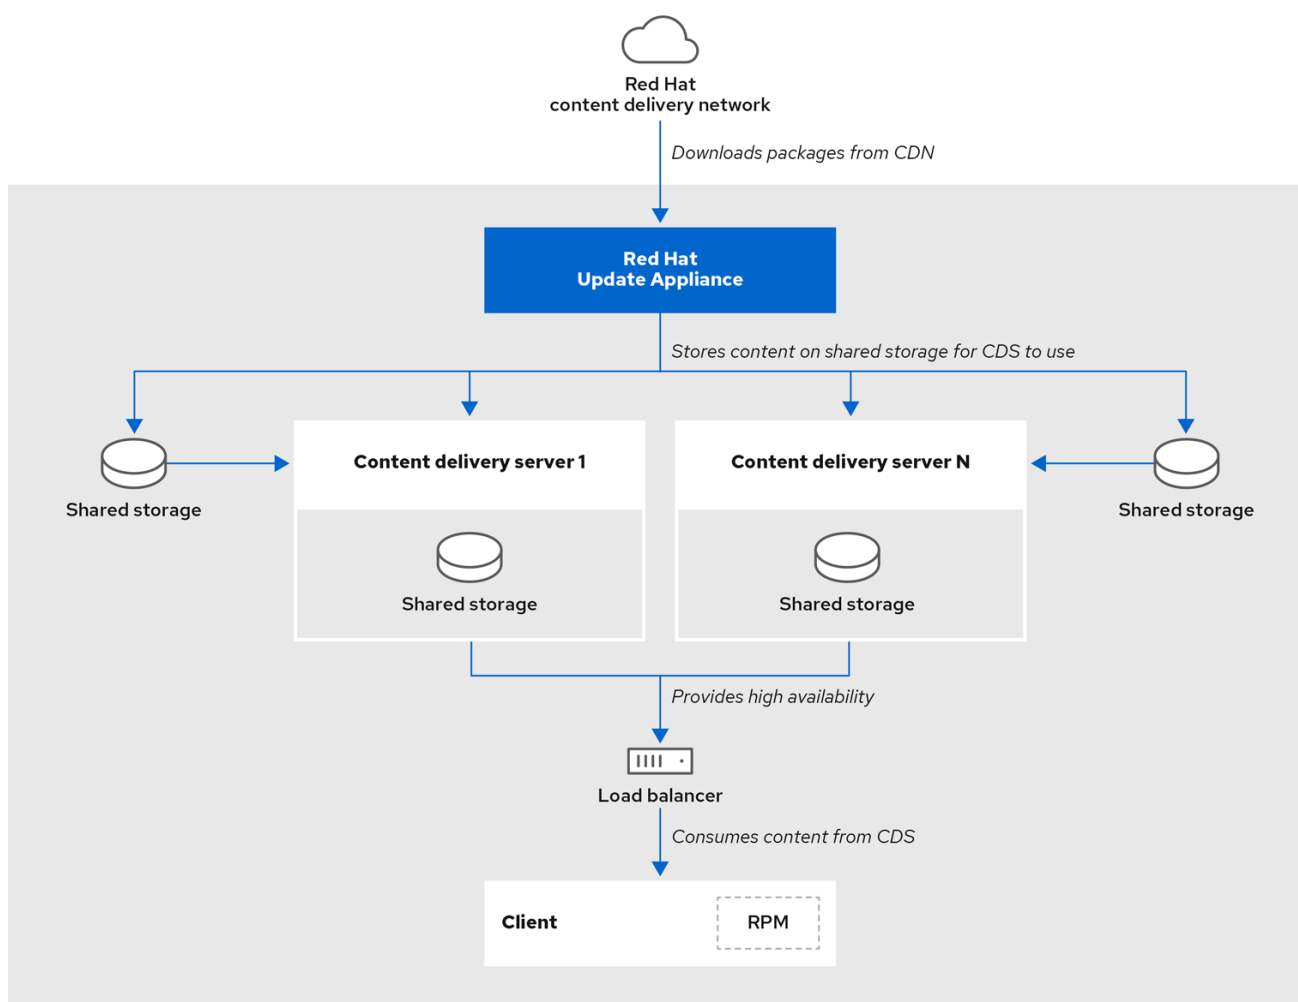 Red Hat
content delivery network
Downloads packages from CDN
Red Hat
Update Appliance
Stores content on shared storage for CDS to use
Content delivery server 1
Content delivery server N
Shared storage
Shared storage
Shared storage
Shared storage
Provides high availability
Load balancer
Consumes content from CDS
Client
RPM